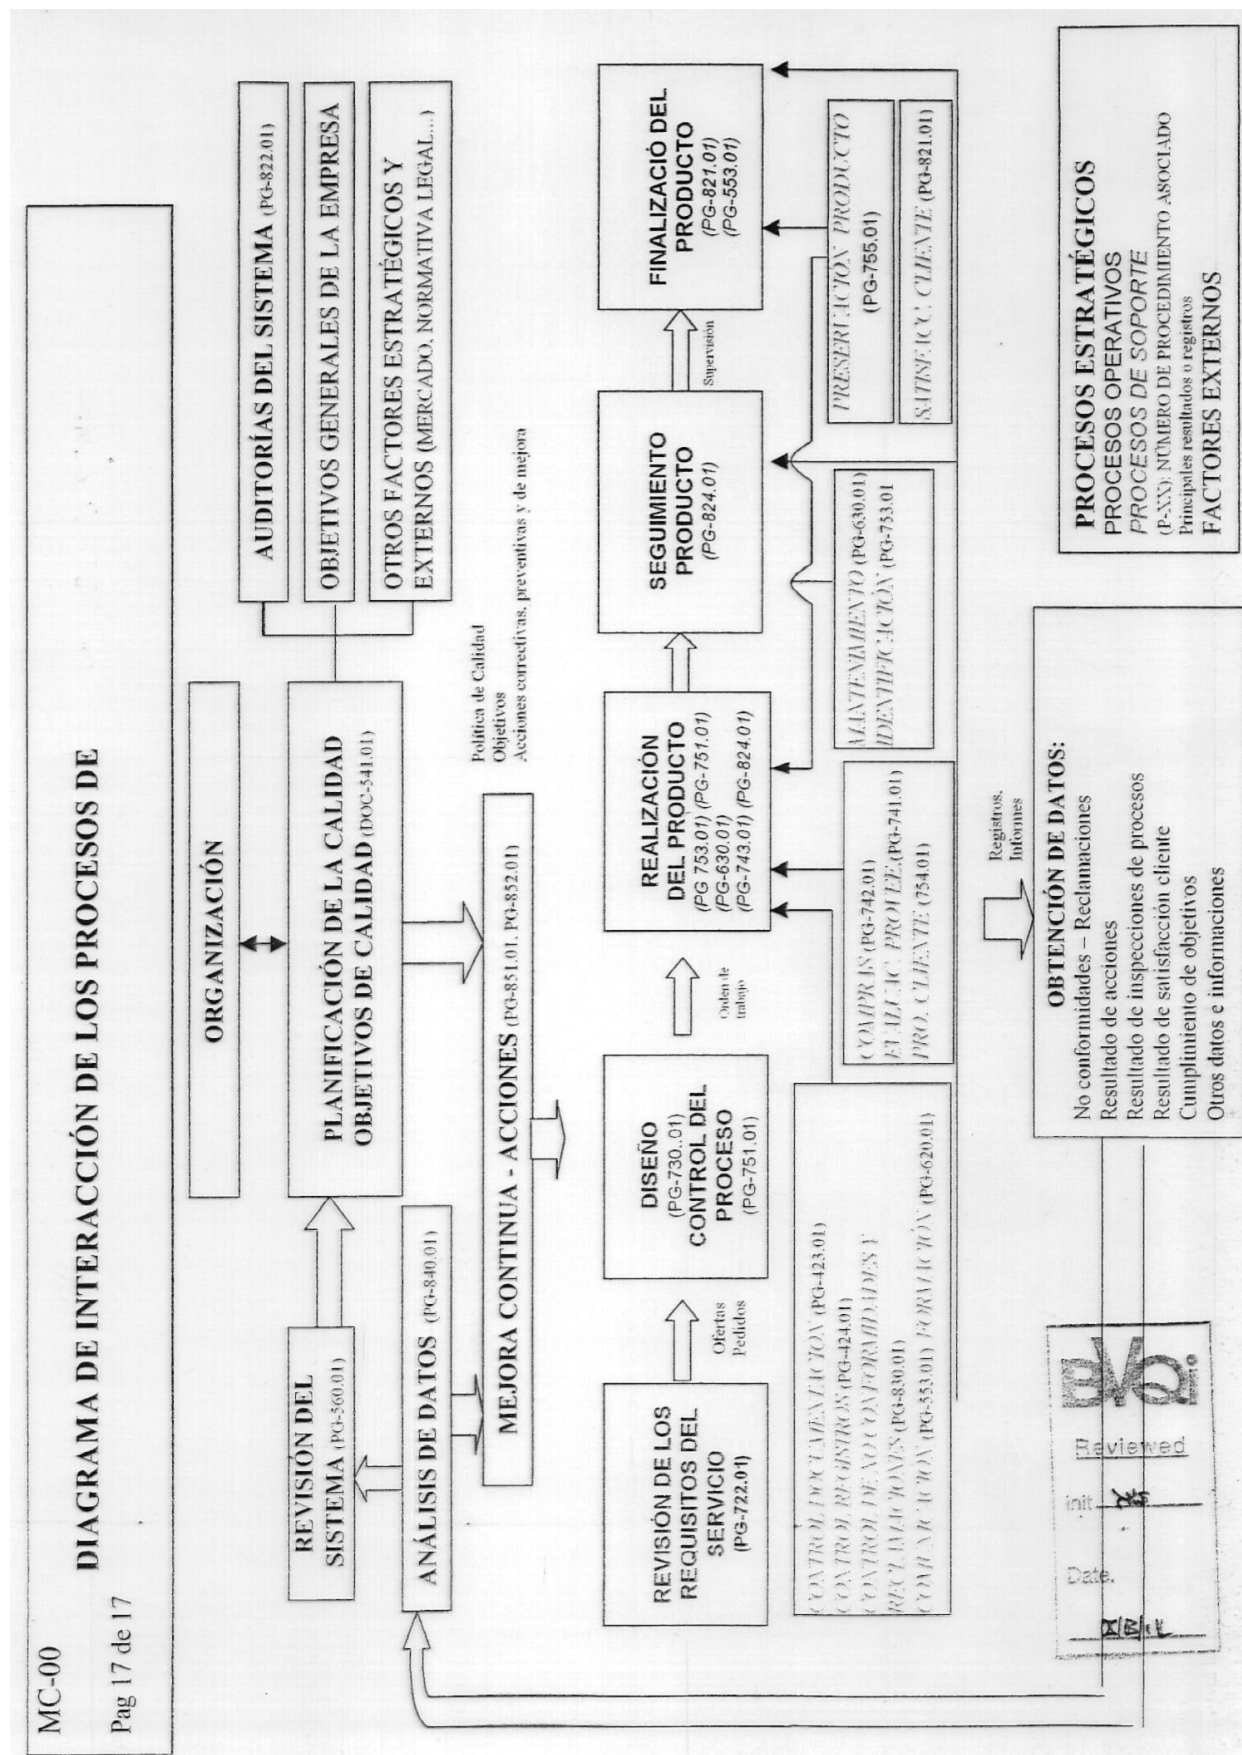 MC-00
DIAGRAMA DE INTERACCIÓN DE LOS PROCESOS DE
Pag 17 de 17
ORGANIZACIÓN
AUDITORÍAS DEL SISTEMA (PG-822.01)
OBJETIVOS GENERALES DE LA EMPRESA
OTROS FACTORES ESTRATÉGICOS Y
EXTERNOS (MERCADO, NORMATIVA LEGAL...)
REVISIÓN DEL
SISTEMA (PG-560.01)
PLANIFICACIÓN DE LA CALIDAD
OBJETIVOS DE CALIDAD (DOC-541.01)
ANÁLISIS DE DATOS (PG-840.01)
Política de Calidad
Objetivos
Acciones correctivas, preventivas y de mejora
MEJORA CONTINUA - ACCIONES (PG-851.01, PG-852.01)
REVISIÓN DE LOS
REQUISITOS DEL
SERVICIO
(PG-722.01)
Ofertas
Pedidos
DISEÑO
(PG-730.01)
CONTROL DEL
PROCESO
(PG-751.01)
Orden de
trabajo
REALIZACIÓN
DEL PRODUCTO
(PG 753.01) (PG-751.01)
(PG-630.01)
(PG-743.01) (PG-824.01)
SEGUIMIENTO
PRODUCTO
(PG-824.01)
Supervisión
FINALIZACIÓ DEL
PRODUCTO
(PG-821.01)
(PG-553.01)
CONTROL DOCUMENTACION (PG-423.01)
CONTROL REGISTROS (PG-424.01)
CONTROL DE NO CONFORMIDADES Y
RECLAMACIONES (PG-830.01)
COMUNICACION (PG-553.01) FORMACIÓN (PG-620.01)
COMPRAS (PG-742.01)
EVALUAC. PROVEE.(PG-741.01)
PRO. CLIENTE (754.01)
MANTENIMIENTO (PG-630.01)
IDENTIFICACION (PG-753.01
PRESERVACION PRODUCTO
(PG-755.01)
SATISFACC. CLIENTE (PG-821.01)
Registros.
Informes
OBTENCIÓN DE DATOS:
No conformidades – Reclamaciones
Resultado de acciones
Resultado de inspecciones de procesos
Resultado de satisfacción cliente
Cumplimiento de objetivos
Otros datos e informaciones
PROCESOS ESTRATÉGICOS
PROCESOS OPERATIVOS
PROCESOS DE SOPORTE
(P-XX): NÚMERO DE PROCEDIMIENTO ASOCIADO
Principales resultados o registros
FACTORES EXTERNOS
BVQi
Reviewed
init
Date.